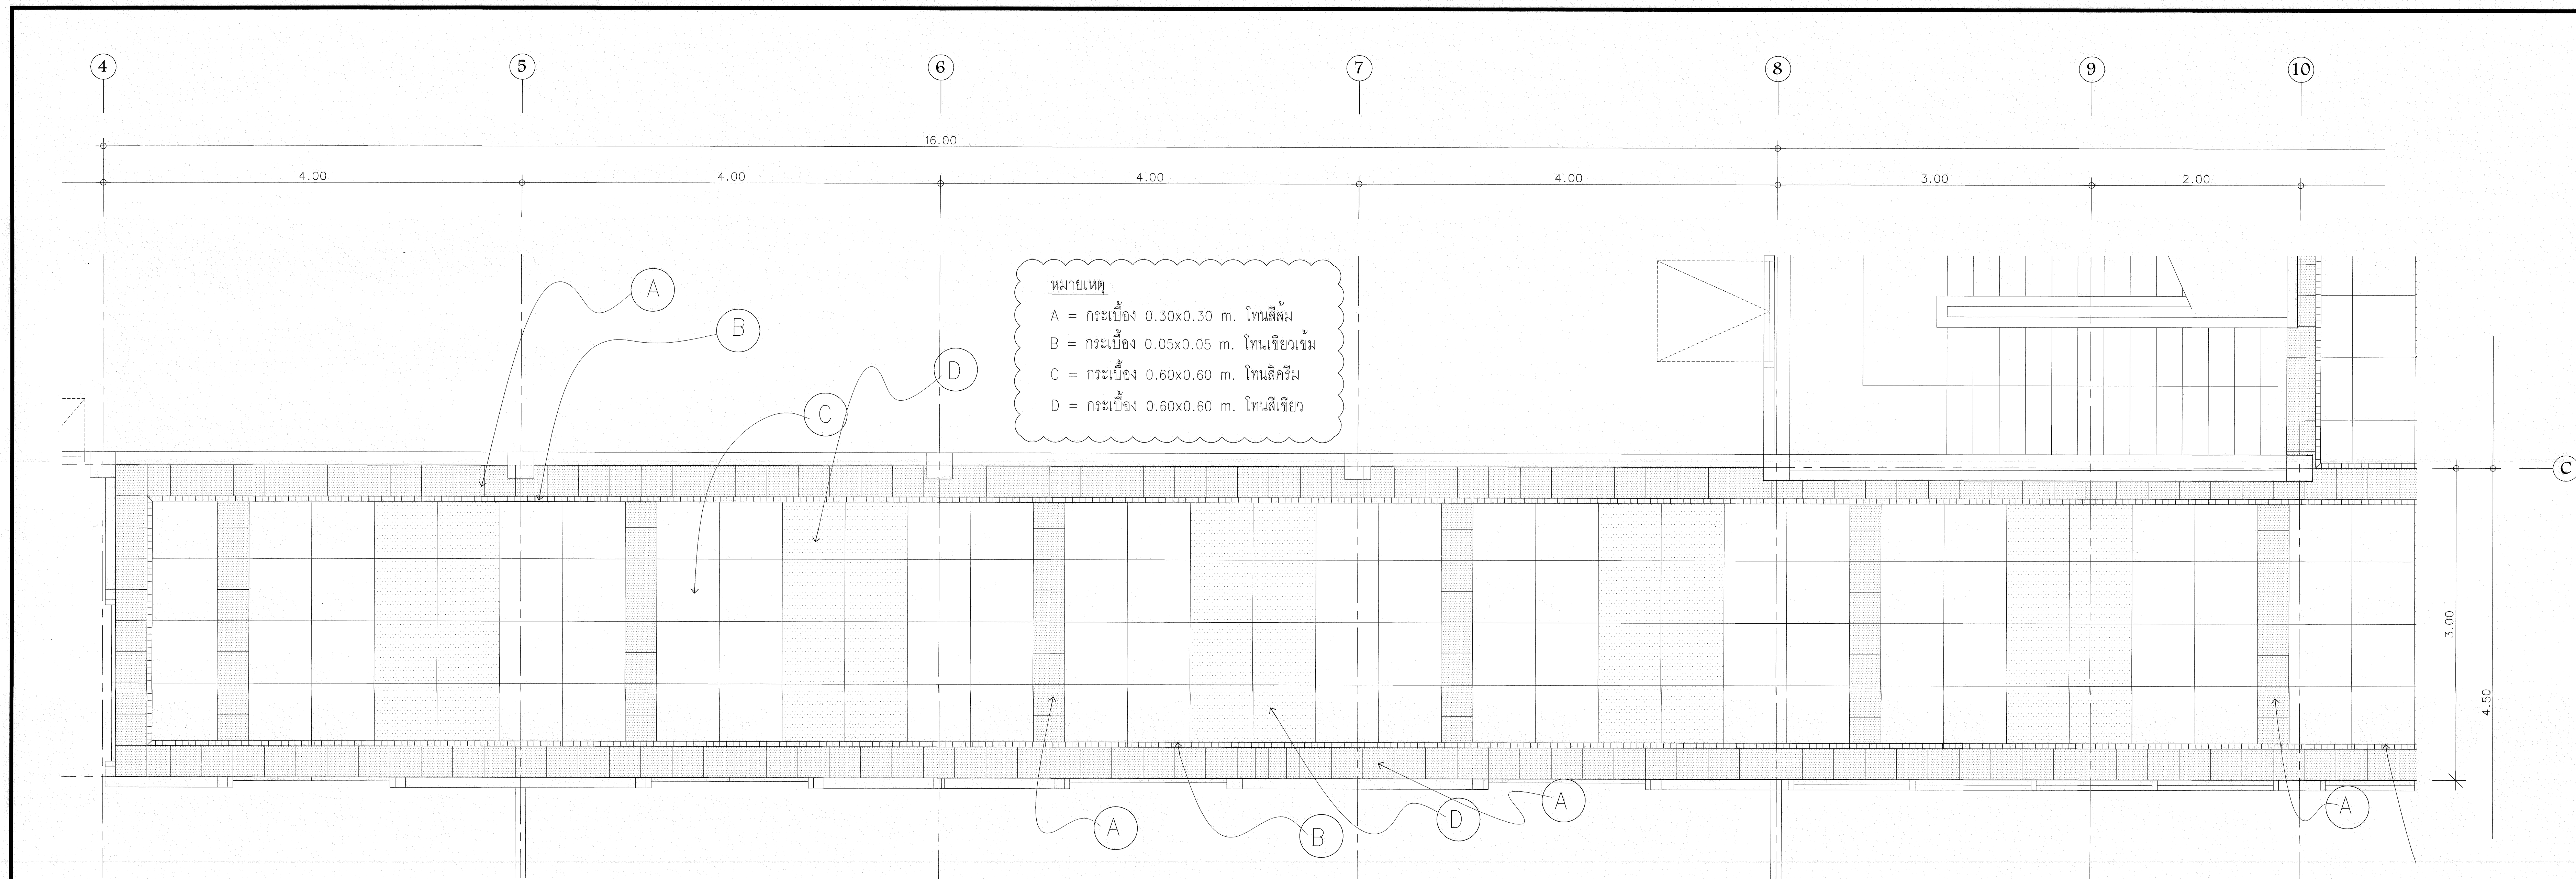 4 5 6 7 8 9 10
16.00
4.00 4.00 4.00 4.00 3.00 2.00
A
B
D
C
หมายเหตุ
A = กระเบื้อง 0.30x0.30 m. โทนสีส้ม
B = กระเบื้อง 0.05x0.05 m. โทนเขียวเข้ม
C = กระเบื้อง 0.60x0.60 m. โทนสีครีม
D = กระเบื้อง 0.60x0.60 m. โทนสีเขียว
C
3.00
4.50
A
B
D
A
A